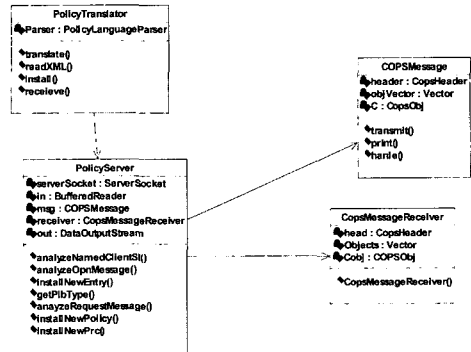 PolicyTranslator
Parser : PolicyLanguageParser
translate()
readXML()
install()
receieve()
COPSMessage
header : CopsHeader
objVector : Vector
C : CopsObj
transmit()
print()
hanle()
PolicyServer
serverSocket : ServerSocket
in : BufferedReader
msg : COPSMessage
receiver : CopsMessageReceiver
out : DataOutputStream
analyzeNamedClientSI()
analyzeOpnMessage()
InstallNewEntry()
getPibType()
anayzeRequestMessage()
installNewPolicy()
installNewPrc()
CopsMessageReceiver
head : CopsHeader
Objects : Vector
Cobj : COPSObj
CopsMessageReceiver()